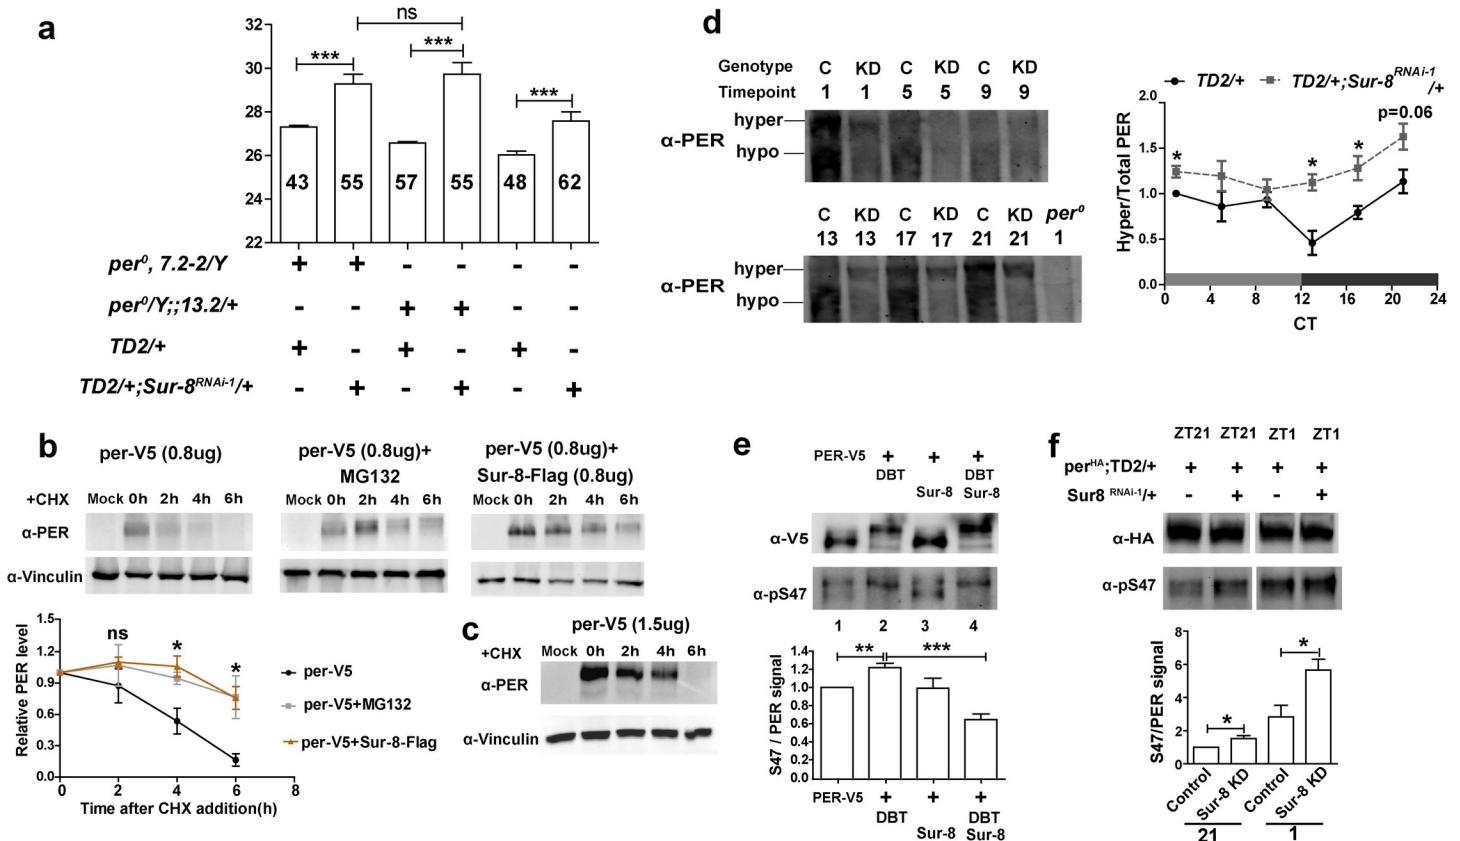 a
ns
***
***
***
32
30
28
26
24
22
43
55
57
55
48
62
per⁰, 7.2-2/Y + + - - - -
per⁰/Y;;13.2/+ - - + + - -
TD2/+ + - + - + -
TD2/+;Sur-8ᴿᴺᴬⁱ⁻¹/+ - + - + - +
b
per-V5 (0.8ug)
per-V5 (0.8ug)+
MG132
per-V5 (0.8ug)+
Sur-8-Flag (0.8ug)
+CHX Mock 0h 2h 4h 6h Mock 0h 2h 4h 6h Mock 0h 2h 4h 6h
α-PER
α-Vinculin
Relative PER level
1.5
1.2
0.9
0.6
0.3
0.0
ns
*
*
0 2 4 6 8
Time after CHX addition(h)
per-V5
per-V5+MG132
per-V5+Sur-8-Flag
c
per-V5 (1.5ug)
+CHX Mock 0h 2h 4h 6h
α-PER
α-Vinculin
d
Genotype C KD C KD C KD
Timepoint 1 1 5 5 9 9
α-PER
hyper
hypo
C KD C KD C KD per⁰
13 13 17 17 21 21 1
α-PER
hyper
hypo
TD2/+
TD2/+;Sur-8ᴿᴺᴬⁱ⁻¹
/+
p=0.06
*
*
*
Hyper/Total PER
2.0
1.5
1.0
0.5
0.0
0 4 8 12 16 20 24
CT
e
PER-V5 + + +
DBT DBT
Sur-8 Sur-8
α-V5
α-pS47
1 2 3 4
** ***
S47 / PER signal
1.4
1.2
1.0
0.8
0.6
0.4
0.2
0.0
PER-V5 + + +
DBT DBT
Sur-8 Sur-8
f
ZT21 ZT21 ZT1 ZT1
perᴴᴬ;TD2/+ + + + +
Sur8 ᴿᴺᴬⁱ⁻¹/+ - + - +
α-HA
α-pS47
S47/PER signal
8
6
4
2
0
*
*
Control
Sur-8 KD
Control
Sur-8 KD
21
1